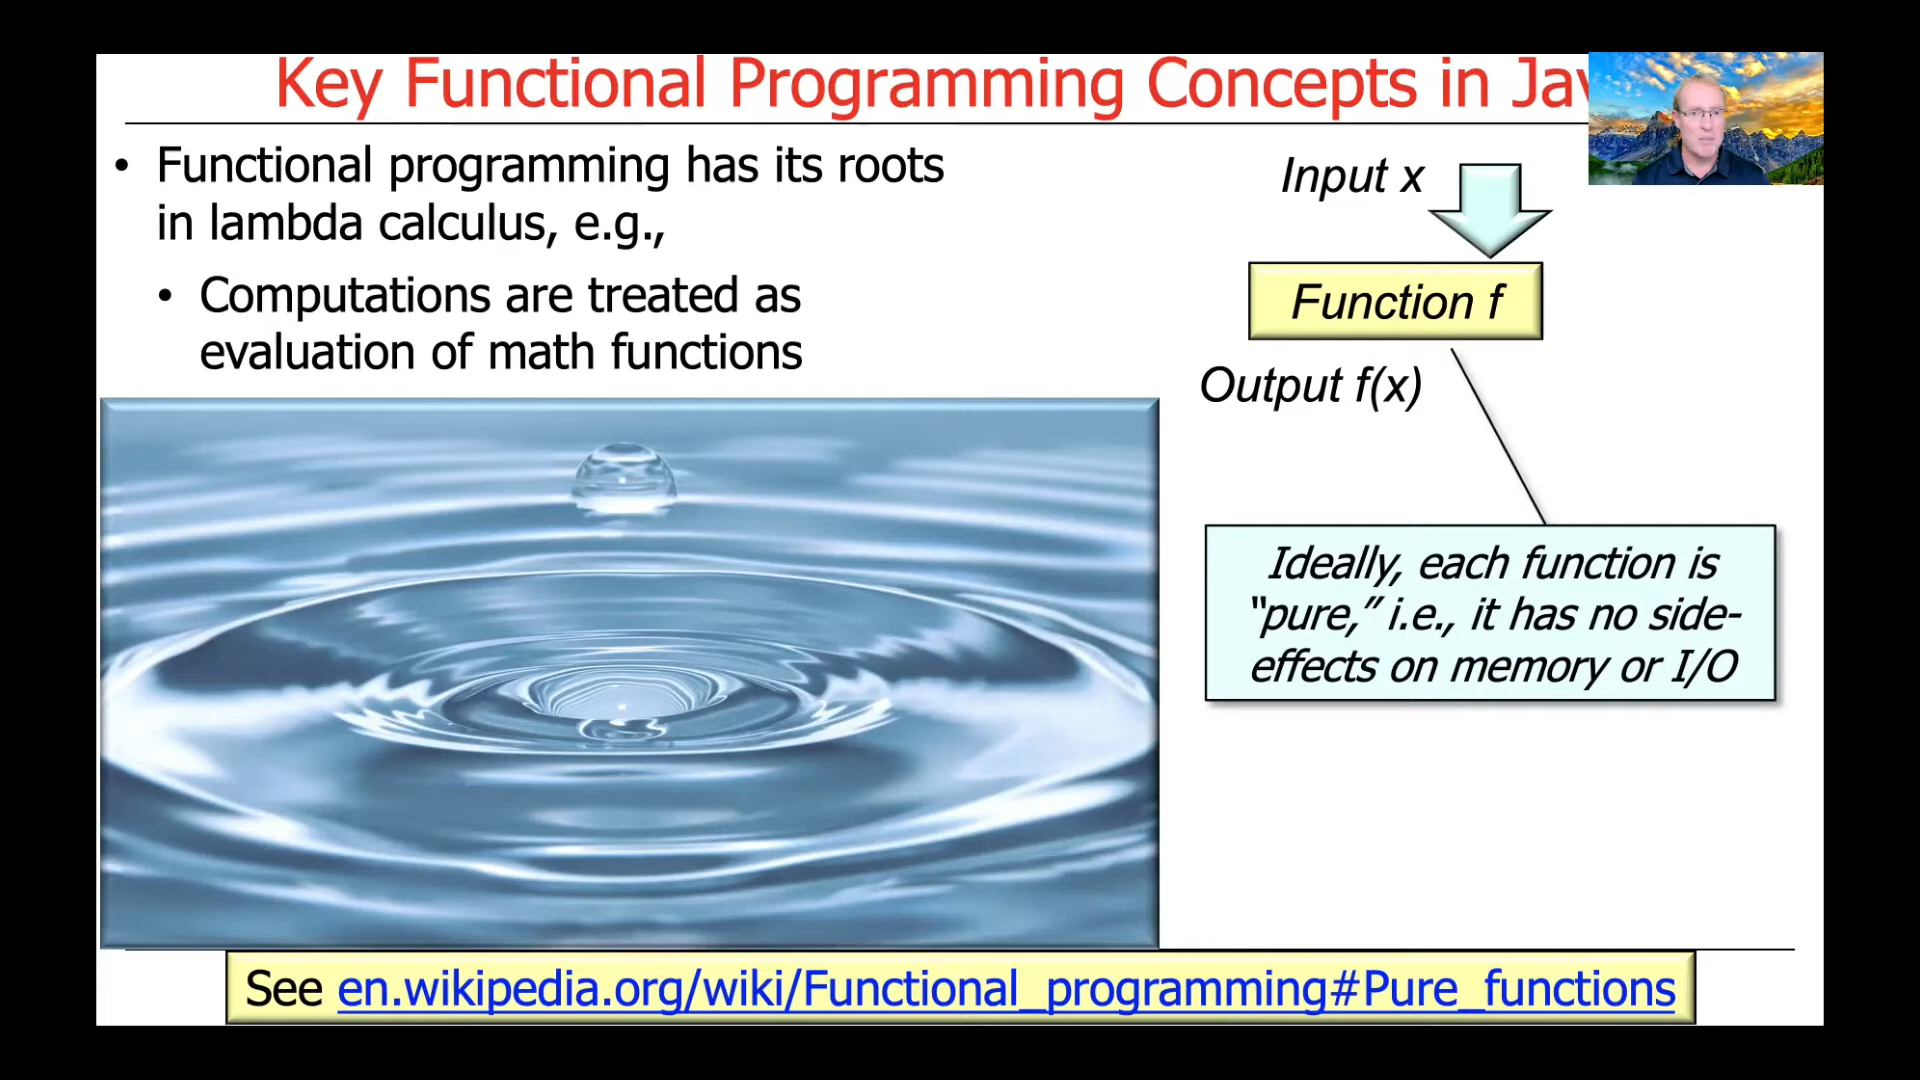 Key Functional Programming Concepts in Jav
• Functional programming has its roots
in lambda calculus, e.g.,
• Computations are treated as
evaluation of math functions
Input x
Function f
Output f(x)
Ideally, each function is
“pure,” i.e., it has no side-
effects on memory or I/O
See en.wikipedia.org/wiki/Functional_programming#Pure_functions